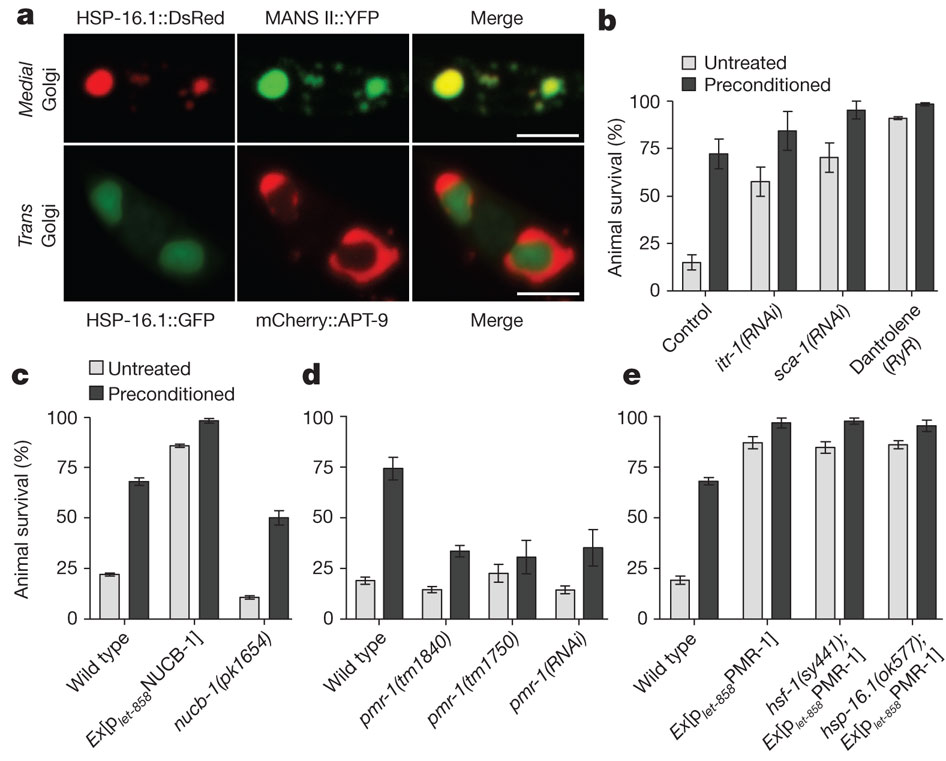 a
HSP-16.1::DsRed MANS II::YFP Merge
Medial
Golgi
Trans
Golgi
HSP-16.1::GFP mCherry::APT-9 Merge
b
Untreated
Preconditioned
Animal survival (%)
100
75
50
25
0
Control
itr-1(RNAi)
sca-1(RNAi)
Dantrolene
(RyR)
c
Untreated
Preconditioned
Animal survival (%)
100
75
50
25
0
Wild type
Ex[plet-858NUCB-1]
nucb-1(pk1654)
d
100
75
50
25
0
Wild type
pmr-1(tm1840)
pmr-1(tm1750)
pmr-1(RNAi)
e
100
75
50
25
0
Wild type
Ex[plet-858PMR-1]
hsf-1(sy441);
Ex[plet-858PMR-1]
hsp-16.1(ok577);
Ex[plet-858PMR-1]